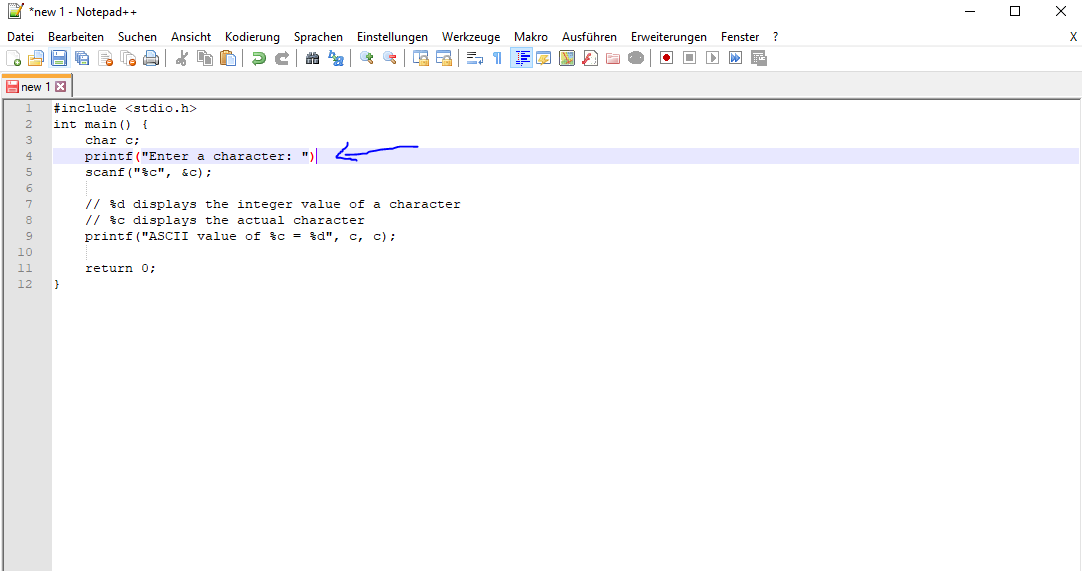 *new 1 - Notepad++
Datei Bearbeiten Suchen Ansicht Kodierung Sprachen Einstellungen Werkzeuge Makro Ausführen Erweiterungen Fenster ? X
new 1
1 #include <stdio.h>
2 int main() {
3     char c;
4     printf("Enter a character: ")
5     scanf("%c", &c);
6
7     // %d displays the integer value of a character
8     // %c displays the actual character
9     printf("ASCII value of %c = %d", c, c);
10
11     return 0;
12 }